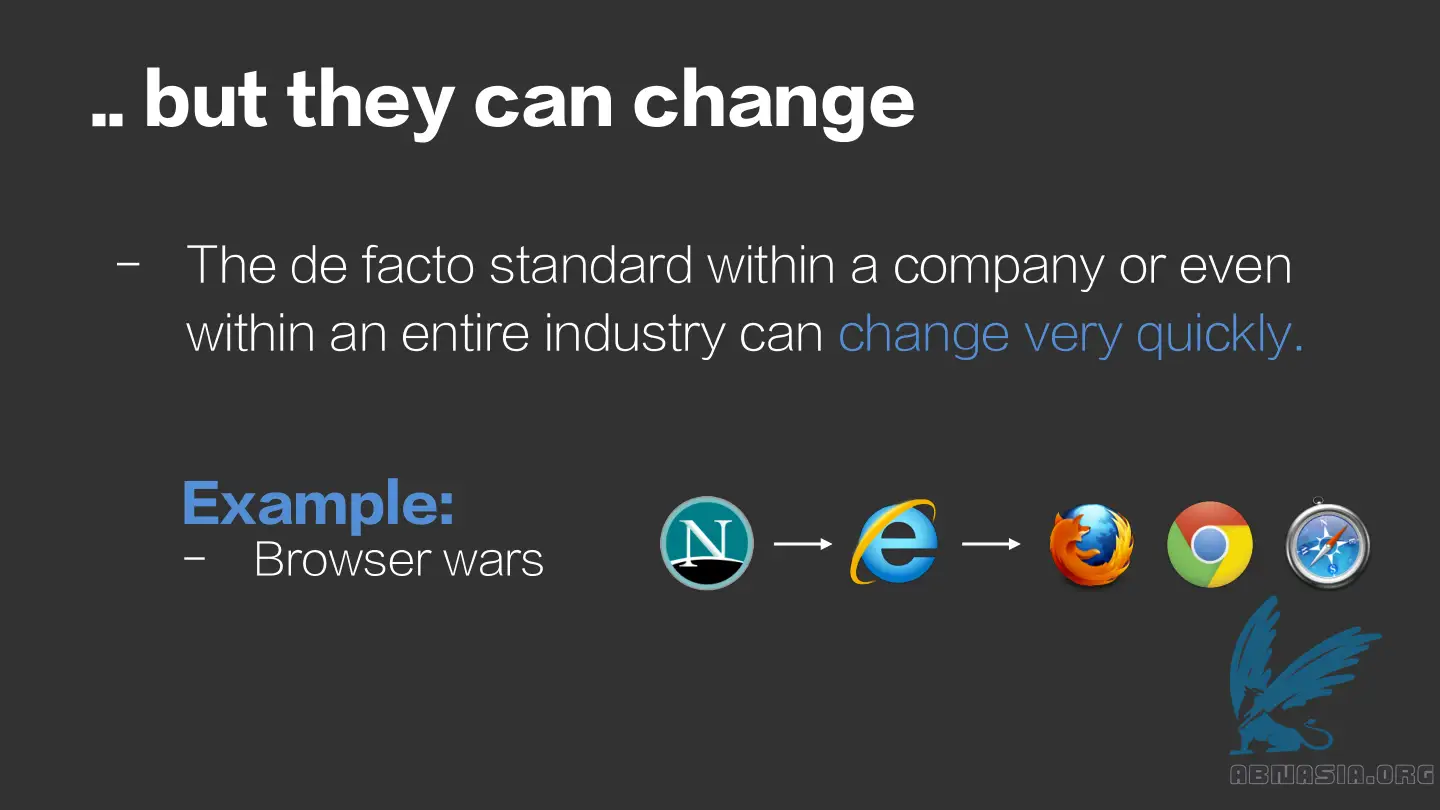 .. but they can change
- The de facto standard within a company or even
within an entire industry can change very quickly.
Example:
- Browser wars
N
e
N
W
E
S
ABNASIA.ORG